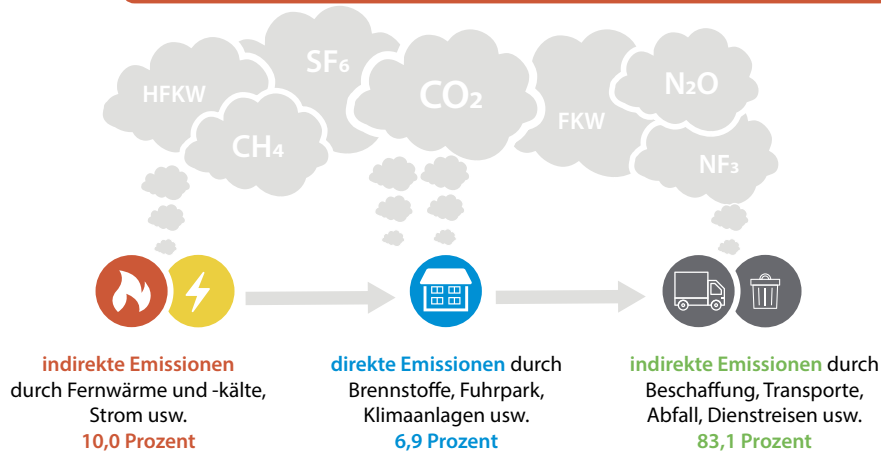 HFKW
SF₆
CO₂
FKW
N₂O
CH₄
NF₃
indirekte Emissionen
durch Fernwärme und -kälte,
Strom usw.
10,0 Prozent
direkte Emissionen durch
Brennstoffe, Fuhrpark,
Klimaanlagen usw.
6,9 Prozent
indirekte Emissionen durch
Beschaffung, Transporte,
Abfall, Dienstreisen usw.
83,1 Prozent